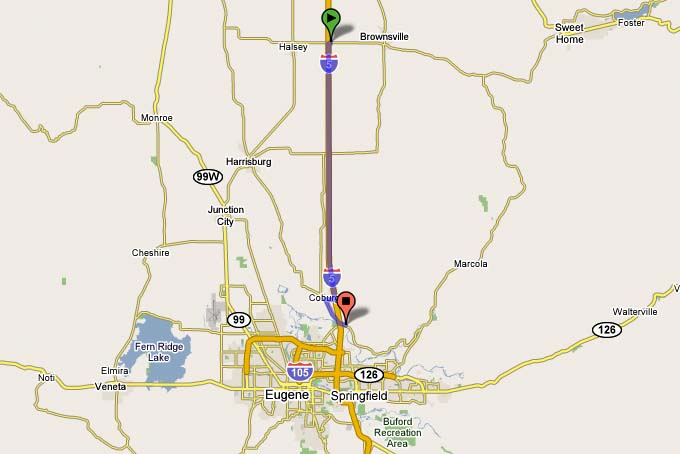 Foster
Sweet
Home
Brownsville
Halsey
5
Monroe
Harrisburg
99W
Junction
City
Cheshire
Marcola
5
Walterville
99
126
Fern Ridge
Lake
Elmira
Noti
Veneta
105
126
Eugene
Springfield
Buford
Recreation
Area